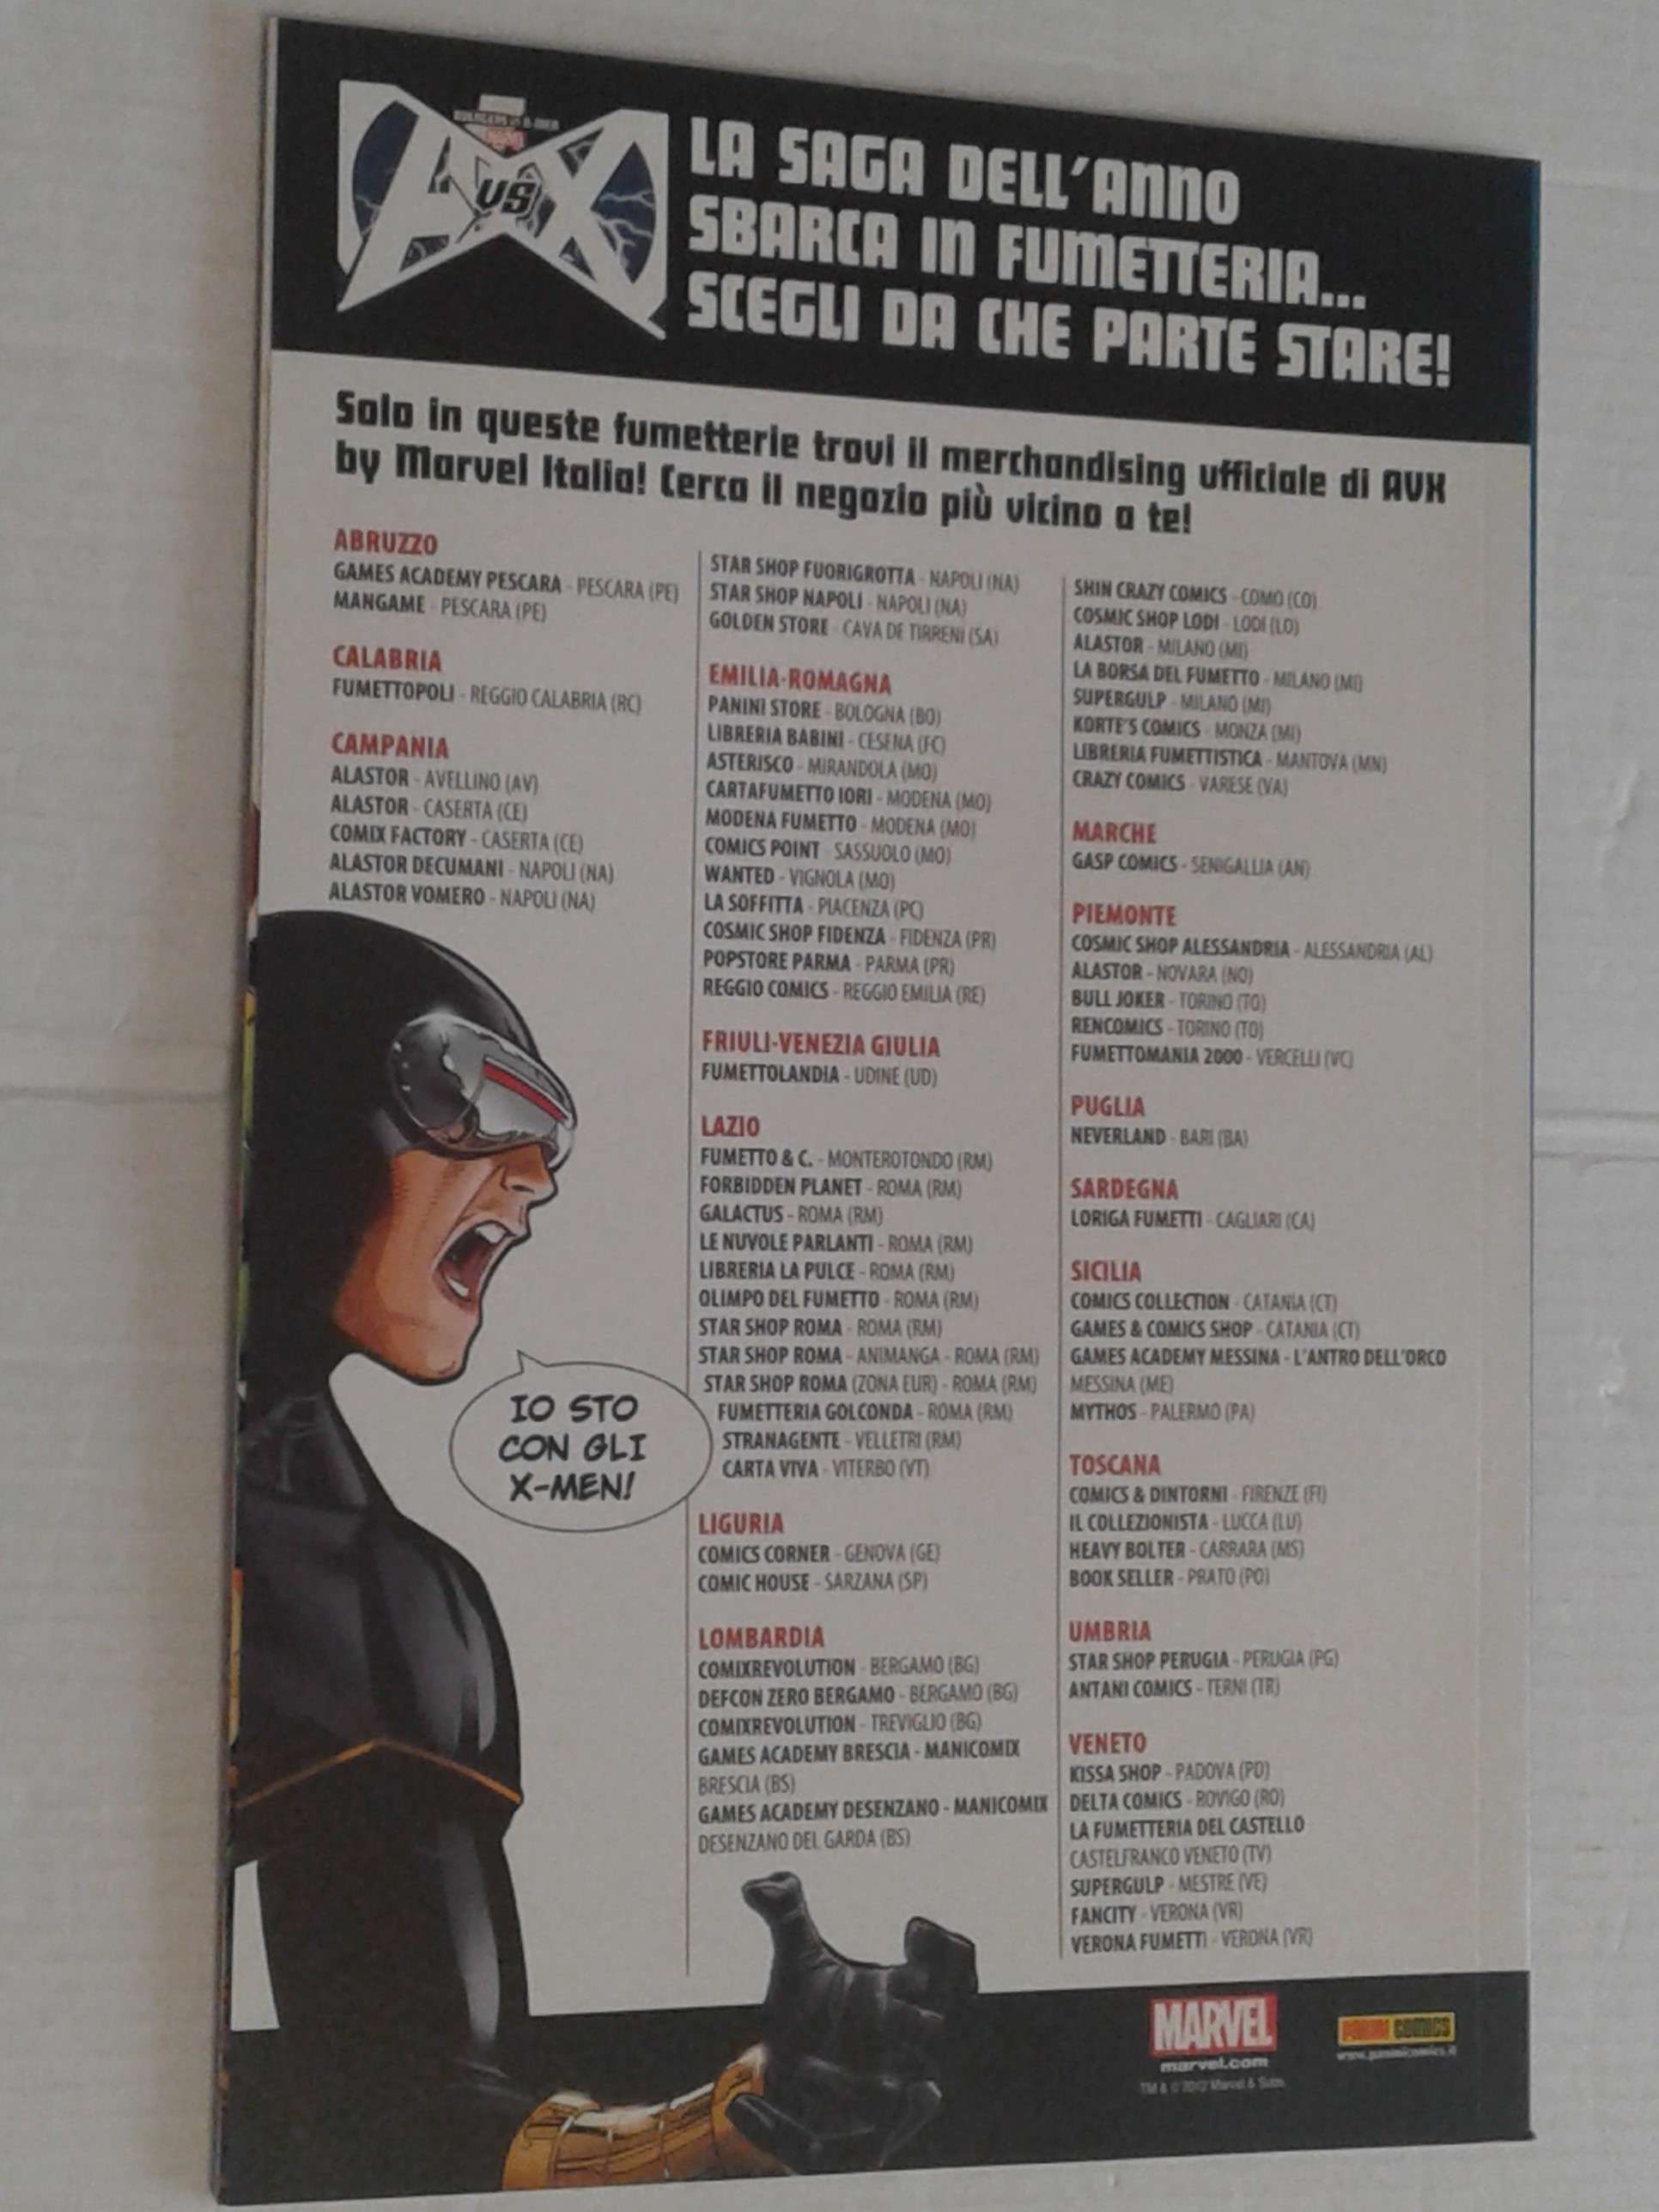 AVENGERS VS X-MEN
A VS X
LA SAGA DELL'ANNO
SBARCA IN FUMETTERIA...
SCEGLI DA CHE PARTE STARE!
Solo in queste fumetterie trovi il merchandising ufficiale di AVX
by Marvel Italia! Cerca il negozio più vicino a te!
ABRUZZO
GAMES ACADEMY PESCARA - PESCARA (PE)
MANGAME - PESCARA (PE)
CALABRIA
FUMETTOPOLI - REGGIO CALABRIA (RC)
CAMPANIA
ALASTOR - AVELLINO (AV)
ALASTOR - CASERTA (CE)
COMIX FACTORY - CASERTA (CE)
ALASTOR DECUMANI - NAPOLI (NA)
ALASTOR VOMERO - NAPOLI (NA)
IO STO
CON GLI
X-MEN!
STAR SHOP FUORIGROTTA - NAPOLI (NA)
STAR SHOP NAPOLI - NAPOLI (NA)
GOLDEN STORE - CAVA DE TIRRENI (SA)
EMILIA-ROMAGNA
PANINI STORE - BOLOGNA (BO)
LIBRERIA BABINI - CESENA (FC)
ASTERISCO - MIRANDOLA (MO)
CARTAFUMETTO IORI - MODENA (MO)
MODENA FUMETTO - MODENA (MO)
COMICS POINT - SASSUOLO (MO)
WANTED - VIGNOLA (MO)
LA SOFFITTA - PIACENZA (PC)
COSMIC SHOP FIDENZA - FIDENZA (PR)
POPSTORE PARMA - PARMA (PR)
REGGIO COMICS - REGGIO EMILIA (RE)
FRIULI-VENEZIA GIULIA
FUMETTOLANDIA - UDINE (UD)
LAZIO
FUMETTO & C. - MONTEROTONDO (RM)
FORBIDDEN PLANET - ROMA (RM)
GALACTUS - ROMA (RM)
LE NUVOLE PARLANTI - ROMA (RM)
LIBRERIA LA PULCE - ROMA (RM)
OLIMPO DEL FUMETTO - ROMA (RM)
STAR SHOP ROMA - ROMA (RM)
STAR SHOP ROMA - ANIMANGA - ROMA (RM)
STAR SHOP ROMA (ZONA EUR) - ROMA (RM)
FUMETTERIA GOLCONDA - ROMA (RM)
STRANAGENTE - VELLETRI (RM)
CARTA VIVA - VITERBO (VT)
LIGURIA
COMICS CORNER - GENOVA (GE)
COMIC HOUSE - SARZANA (SP)
LOMBARDIA
COMIXREVOLUTION - BERGAMO (BG)
DEFCON ZERO BERGAMO - BERGAMO (BG)
COMIXREVOLUTION - TREVIGLIO (BG)
GAMES ACADEMY BRESCIA - MANICOMIX
BRESCIA (BS)
GAMES ACADEMY DESENZANO - MANICOMIX
DESENZANO DEL GARDA (BS)
SHIN CRAZY COMICS - COMO (CO)
COSMIC SHOP LODI - LODI (LO)
ALASTOR - MILANO (MI)
LA BORSA DEL FUMETTO - MILANO (MI)
SUPERGULP - MILANO (MI)
KORTE'S COMICS - MONZA (MI)
LIBRERIA FUMETTISTICA - MANTOVA (MN)
CRAZY COMICS - VARESE (VA)
MARCHE
GASP COMICS - SENIGALLIA (AN)
PIEMONTE
COSMIC SHOP ALESSANDRIA - ALESSANDRIA (AL)
ALASTOR - NOVARA (NO)
BULL JOKER - TORINO (TO)
RENCOMICS - TORINO (TO)
FUMETTOMANIA 2000 - VERCELLI (VC)
PUGLIA
NEVERLAND - BARI (BA)
SARDEGNA
LORIGA FUMETTI - CAGLIARI (CA)
SICILIA
COMICS COLLECTION - CATANIA (CT)
GAMES & COMICS SHOP - CATANIA (CT)
GAMES ACADEMY MESSINA - L'ANTRO DELL'ORCO
MESSINA (ME)
MYTHOS - PALERMO (PA)
TOSCANA
COMICS & DINTORNI - FIRENZE (FI)
IL COLLEZIONISTA - LUCCA (LU)
HEAVY BOLTER - CARRARA (MS)
BOOK SELLER - PRATO (PO)
UMBRIA
STAR SHOP PERUGIA - PERUGIA (PG)
ANTANI COMICS - TERNI (TR)
VENETO
KISSA SHOP - PADOVA (PD)
DELTA COMICS - ROVIGO (RO)
LA FUMETTERIA DEL CASTELLO
CASTELFRANCO VENETO (TV)
SUPERGULP - MESTRE (VE)
FANCITY - VERONA (VR)
VERONA FUMETTI - VERONA (VR)
MARVEL
marvel.com
TM & © 2012 Marvel & Subs.
PANINI COMICS
www.paninicomics.it